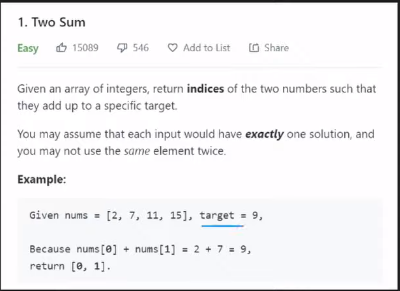 1. Two Sum
Easy 15089 546 Add to List Share
Given an array of integers, return indices of the two numbers such that
they add up to a specific target.
You may assume that each input would have exactly one solution, and
you may not use the same element twice.
Example:
Given nums = [2, 7, 11, 15], target = 9,
Because nums[0] + nums[1] = 2 + 7 = 9,
return [0, 1].